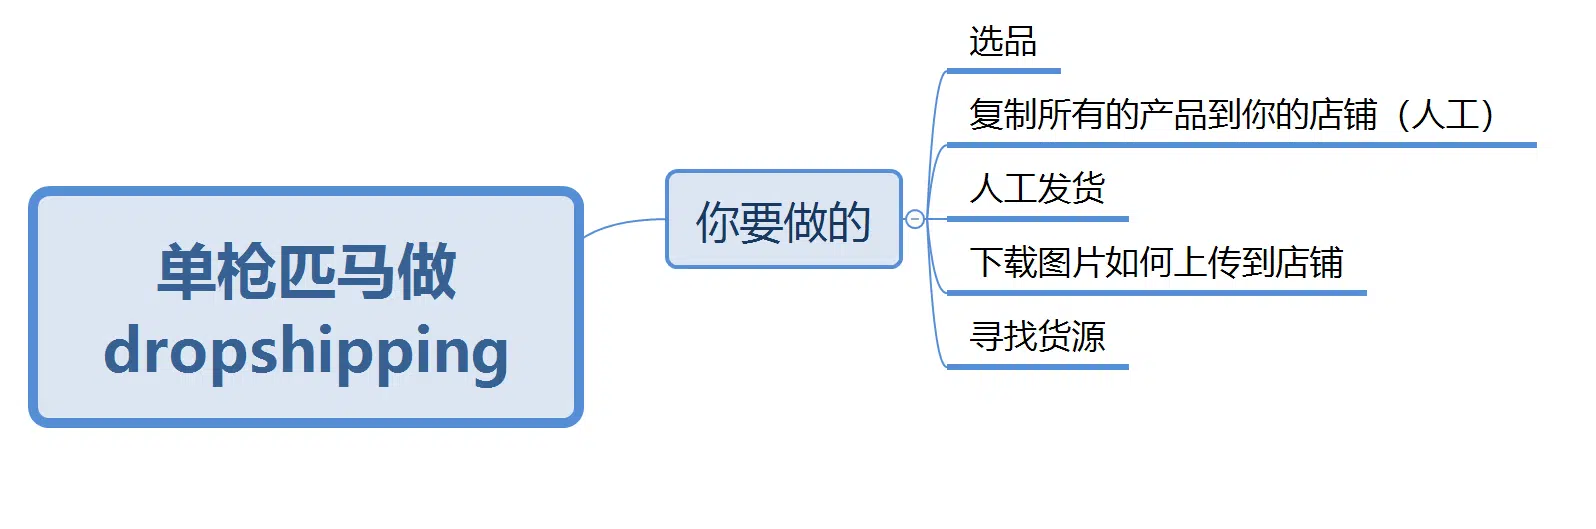 单枪匹马做
dropshipping
你要做的
选品
复制所有的产品到你的店铺（人工）
人工发货
下载图片如何上传到店铺
寻找货源